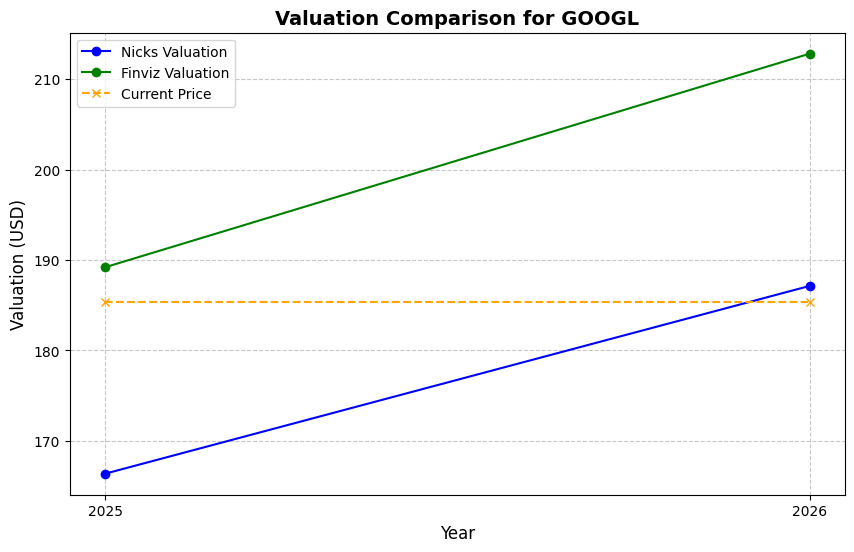 Valuation Comparison for GOOGL
Nicks Valuation
Finviz Valuation
Current Price
Valuation (USD)
210
200
190
180
170
2025
2026
Year